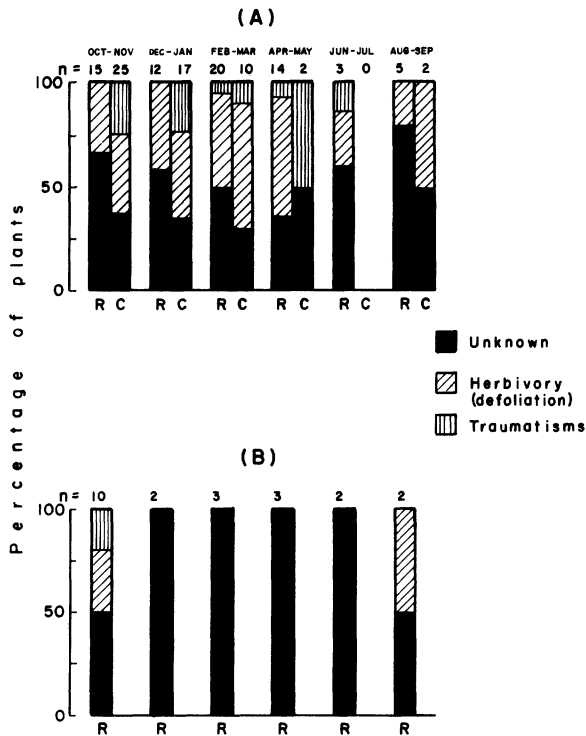 (A)
OCT-NOV DEC-JAN FEB-MAR APR-MAY JUN-JUL AUG-SEP
n= 15 25 12 17 20 10 14 2 3 0 5 2
100
50
0
R C R C R C R C R C R C
Percentage of plants
Unknown
Herbivory
(defoliation)
Traumatisms
(B)
n= 10 2 3 3 2 2
100
50
0
R R R R R R